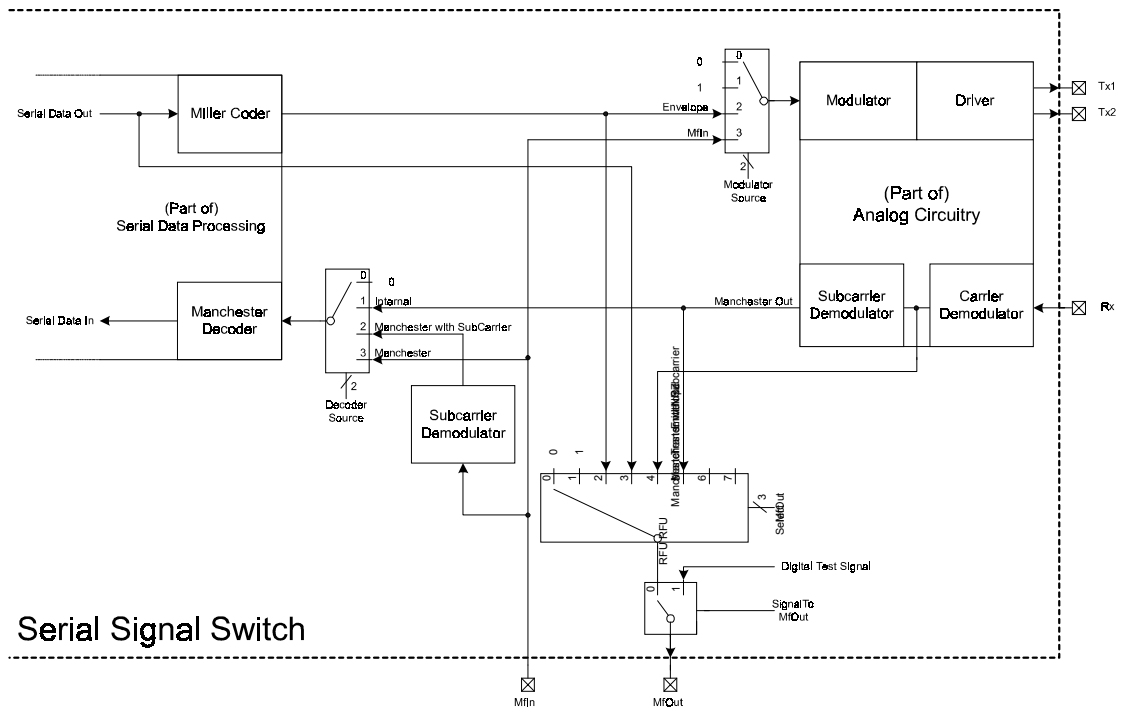 0
0
1
1
Serial Data Out
Miller Coder
Envelope
2
MfIn
3
Modulator
Driver
Tx1
Tx2
2
Modulator
Source
(Part of)
Serial Data Processing
(Part of)
Analog Circuitry
0
0
1
Internal
Manchester Out
Subcarrier
Demodulator
Carrier
Demodulator
Rx
Serial Data In
Manchester
Decoder
2
Manchester with SubCarrier
3
Manchester
2
Decoder
Source
Subcarrier
Demodulator
0
1
0
1
2
3
4
6
7
3
MfOut
Select
RFU
RFU
Digital Test Signal
0
1
SignalTo
MfOut
Serial Signal Switch
MfIn
MfOut